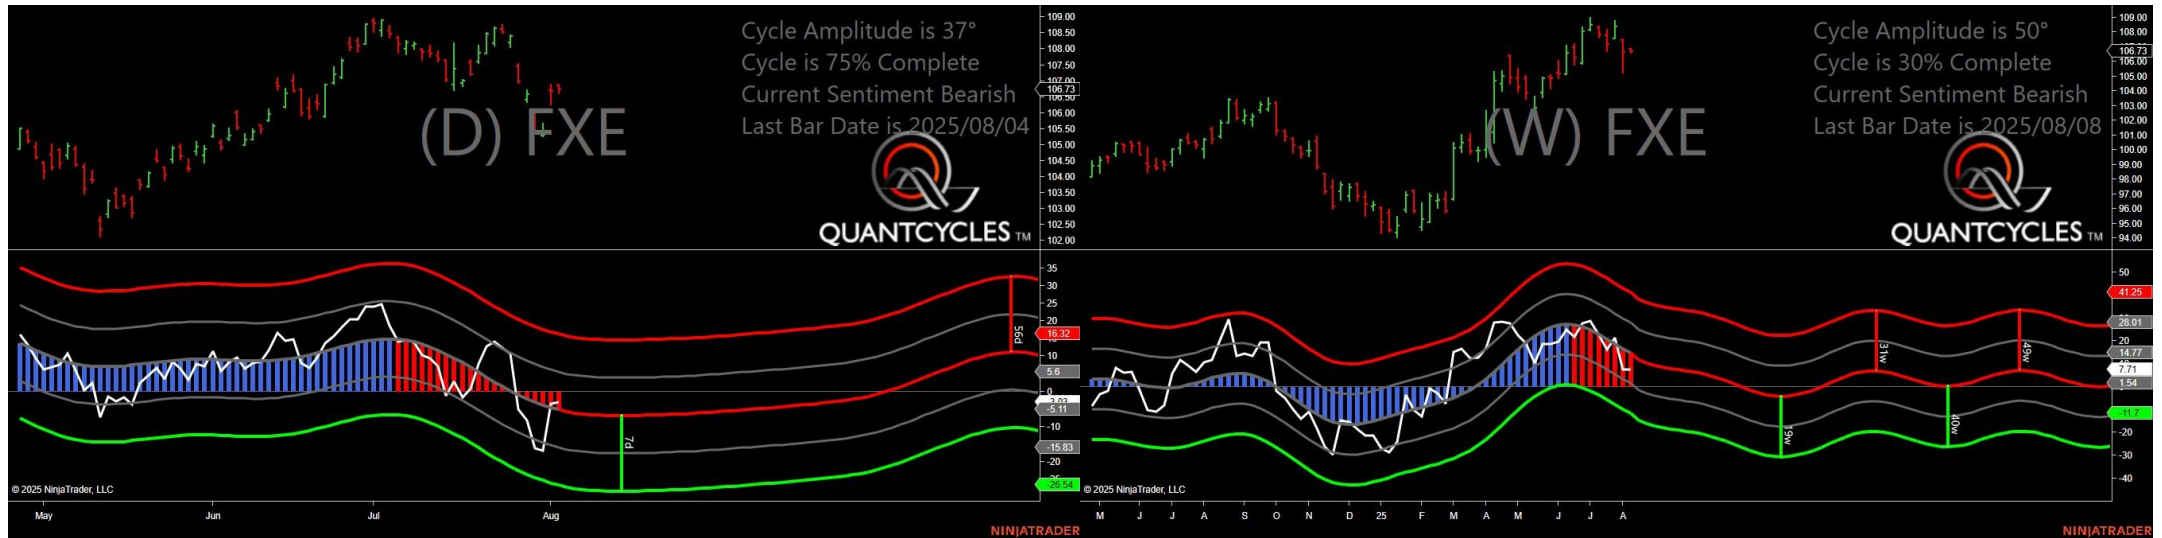 Cycle Amplitude is 37°
Cycle is 75% Complete
Current Sentiment Bearish
Last Bar Date is 2025/08/04
(D) FXE
QUANTCYCLES TM
109.00
108.50
108.00
107.50
107.00
106.73
106.50
105.50
105.00
104.50
104.00
103.50
103.00
102.50
102.00
35
30
25
20
16.32
10
5.6
0
-5.11
-10
-15.83
-20
-26.54
56d
7d
© 2025 NinjaTrader, LLC
May Jun Jul Aug
NINJATRADER
Cycle Amplitude is 50°
Cycle is 30% Complete
Current Sentiment Bearish
Last Bar Date is 2025/08/08
(W) FXE
QUANTCYCLES TM
109.00
108.00
106.73
106.00
105.00
104.00
103.00
102.00
101.00
100.00
99.00
98.00
97.00
96.00
95.00
94.00
50
41.25
28.01
20
14.77
7.71
1.54
-11.7
-20
-30
-40
31w
49w
19w
40w
© 2025 NinjaTrader, LLC
M J J A S O N D 25 F M A M J J A
NINJATRADER